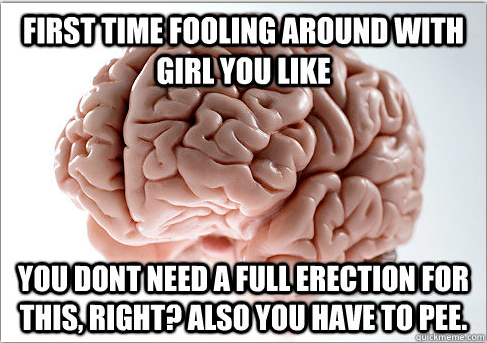 FIRST TIME FOOLING AROUND WITH
GIRL YOU LIKE
YOU DONT NEED A FULL ERECTION FOR
THIS, RIGHT? ALSO YOU HAVE TO PEE.
quickmeme.com